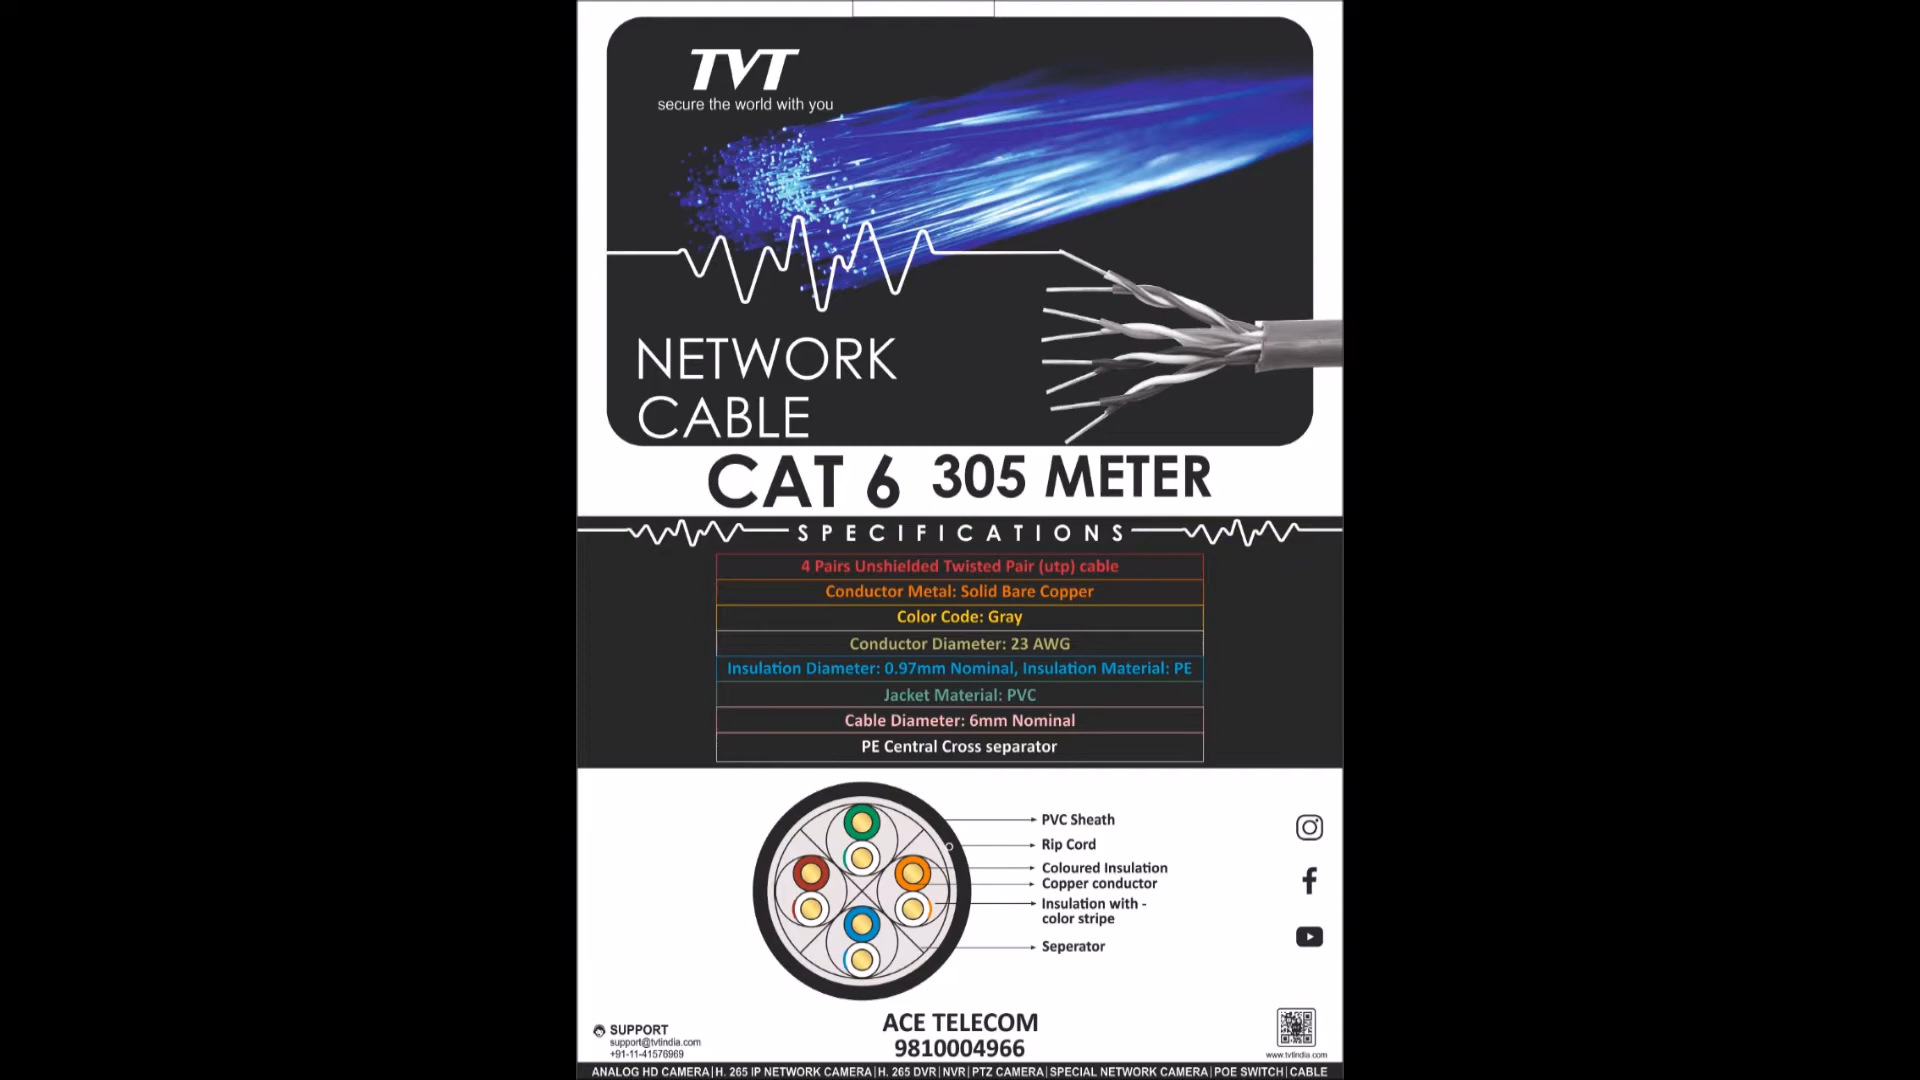 TVT
secure the world with you
NETWORK
CABLE
CAT 6 305 METER
SPECIFICATIONS
4 Pairs Unshielded Twisted Pair (utp) cable
Conductor Metal: Solid Bare Copper
Color Code: Gray
Conductor Diameter: 23 AWG
Insulation Diameter: 0.97mm Nominal, Insulation Material: PE
Jacket Material: PVC
Cable Diameter: 6mm Nominal
PE Central Cross separator
PVC Sheath
Rip Cord
Coloured Insulation
Copper conductor
Insulation with -
color stripe
Seperator
SUPPORT
support@tvtindia.com
+91-11-41576969
ACE TELECOM
9810004966
www.tvtindia.com
ANALOG HD CAMERA|H. 265 IP NETWORK CAMERA|H. 265 DVR|NVR|PTZ CAMERA|SPECIAL NETWORK CAMERA|POE SWITCH|CABLE